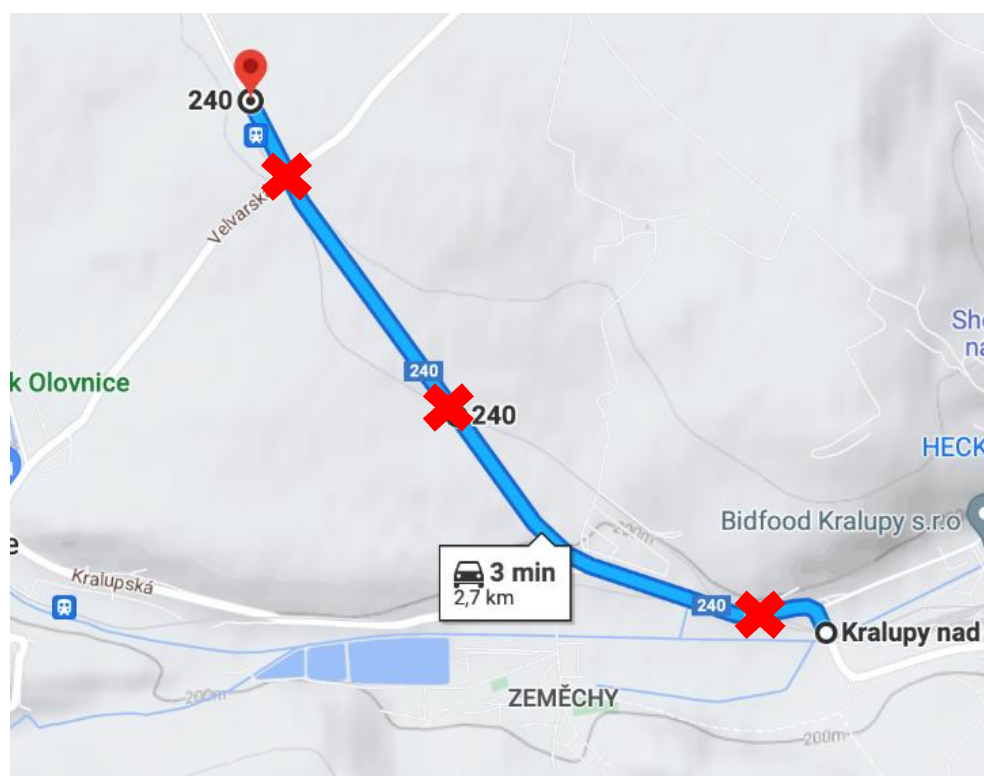 240
Velvarská
240
240
k Olovnice
Sho
na
HECK
Bidfood Kralupy s.r.o
200m
e
Kralupská
3 min
2,7 km
240
Kralupy nad
200m
ZEMĚCHY
200m